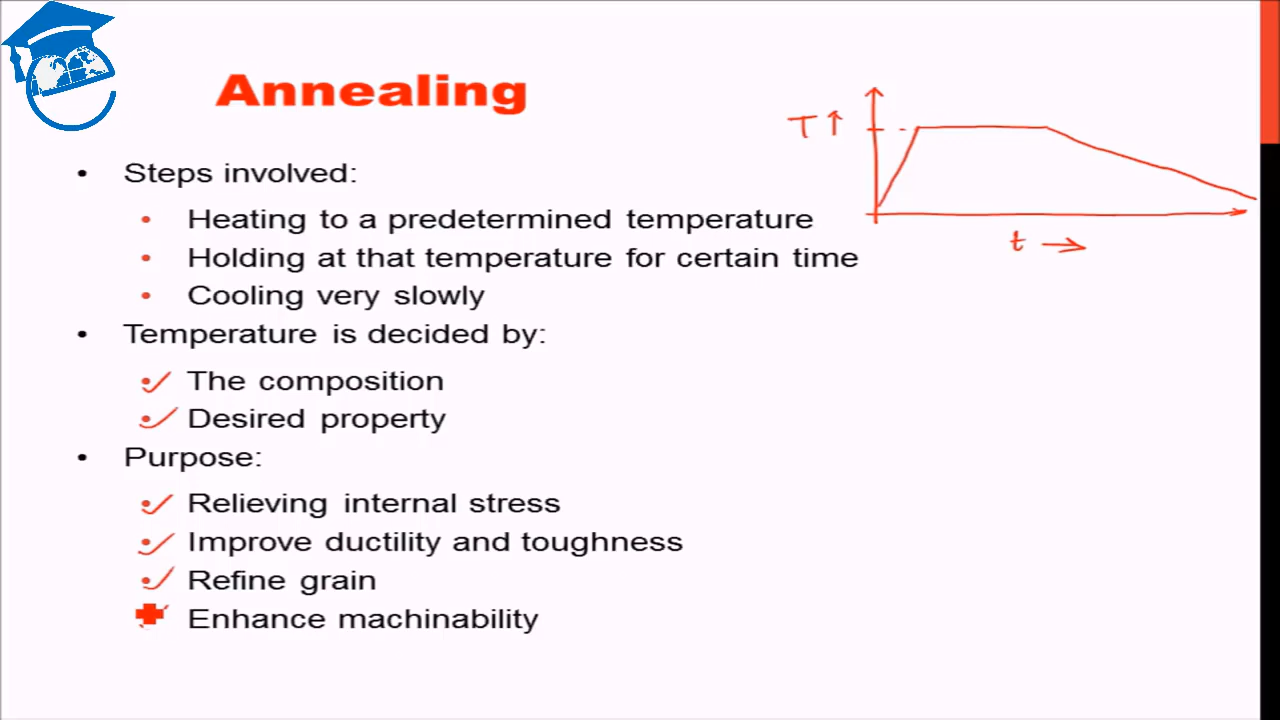 Annealing
T ↑
• Steps involved:
• Heating to a predetermined temperature
t →
• Holding at that temperature for certain time
• Cooling very slowly
• Temperature is decided by:
• The composition
• Desired property
• Purpose:
• Relieving internal stress
• Improve ductility and toughness
• Refine grain
Enhance machinability